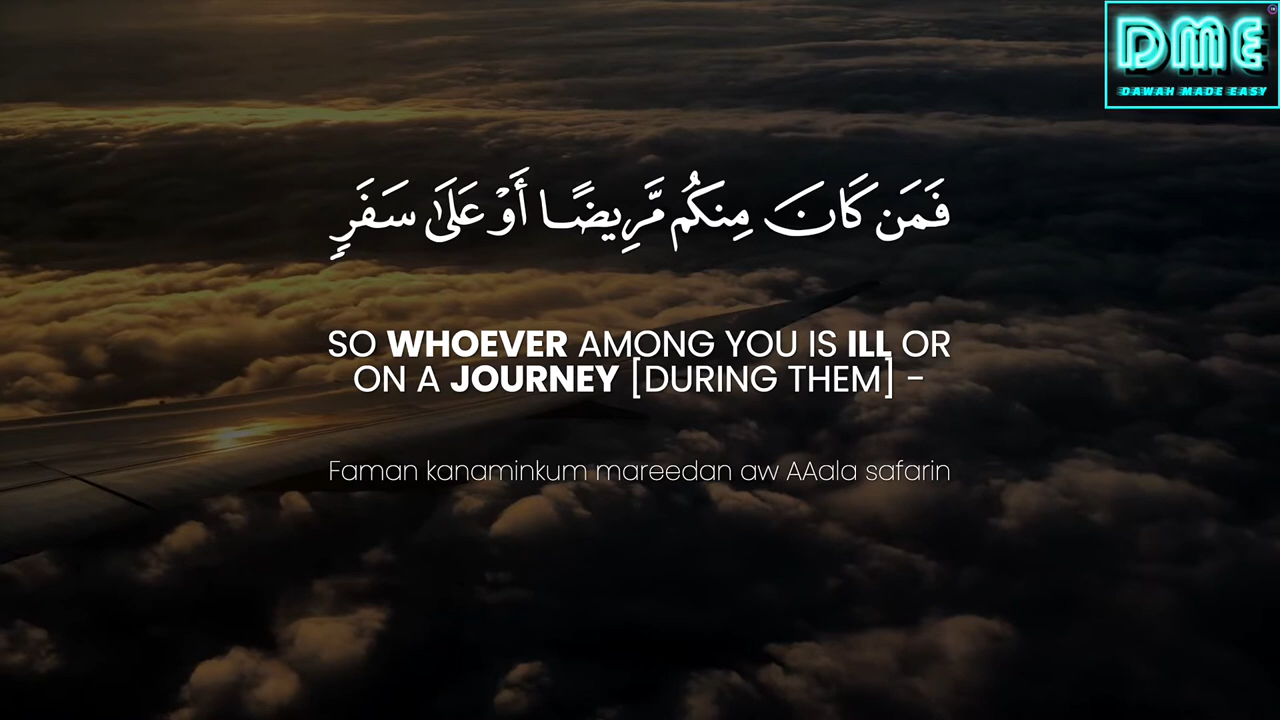 DME
DAWAH MADE EASY
فَمَن كَانَ مِنكُم مَّرِيضًا أَوْ عَلَىٰ سَفَرٍ
SO WHOEVER AMONG YOU IS ILL OR
ON A JOURNEY [DURING THEM] -
Faman kanaminkum mareedan aw AAala safarin